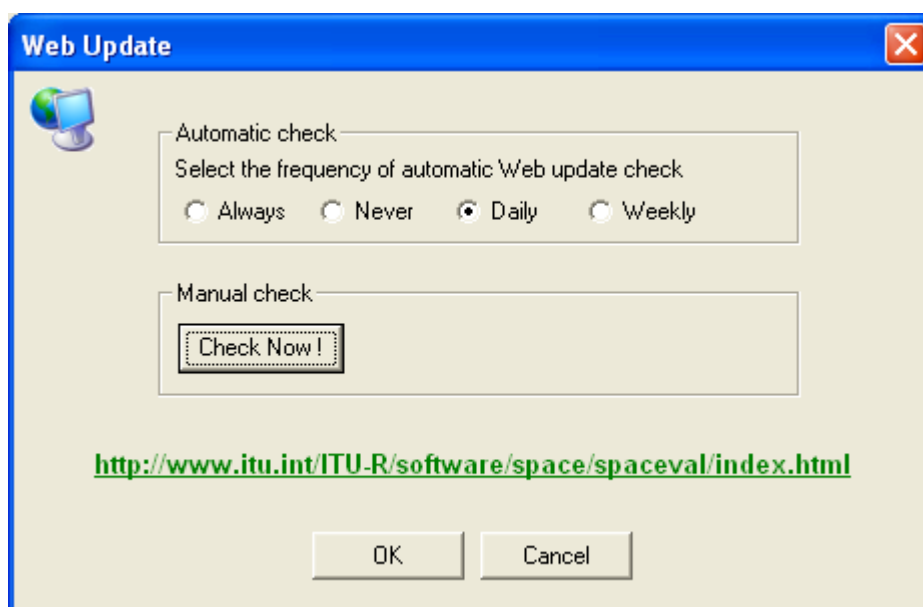 Web Update
Automatic check
Select the frequency of automatic Web update check
Always Never Daily Weekly
Manual check
Check Now !
http://www.itu.int/ITU-R/software/space/spaceval/index.html
OK Cancel